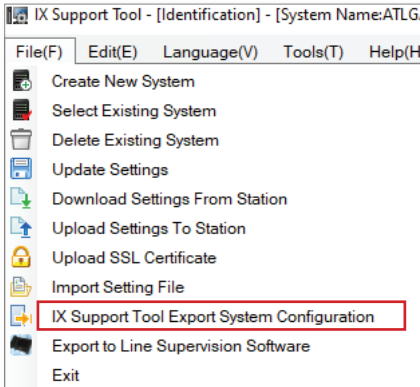 IX Support Tool - [Identification] - [System Name:ATLG
File(F) Edit(E) Language(V) Tools(T) Help(H
Create New System
Select Existing System
Delete Existing System
Update Settings
Download Settings From Station
Upload Settings To Station
Upload SSL Certificate
Import Setting File
IX Support Tool Export System Configuration
Export to Line Supervision Software
Exit